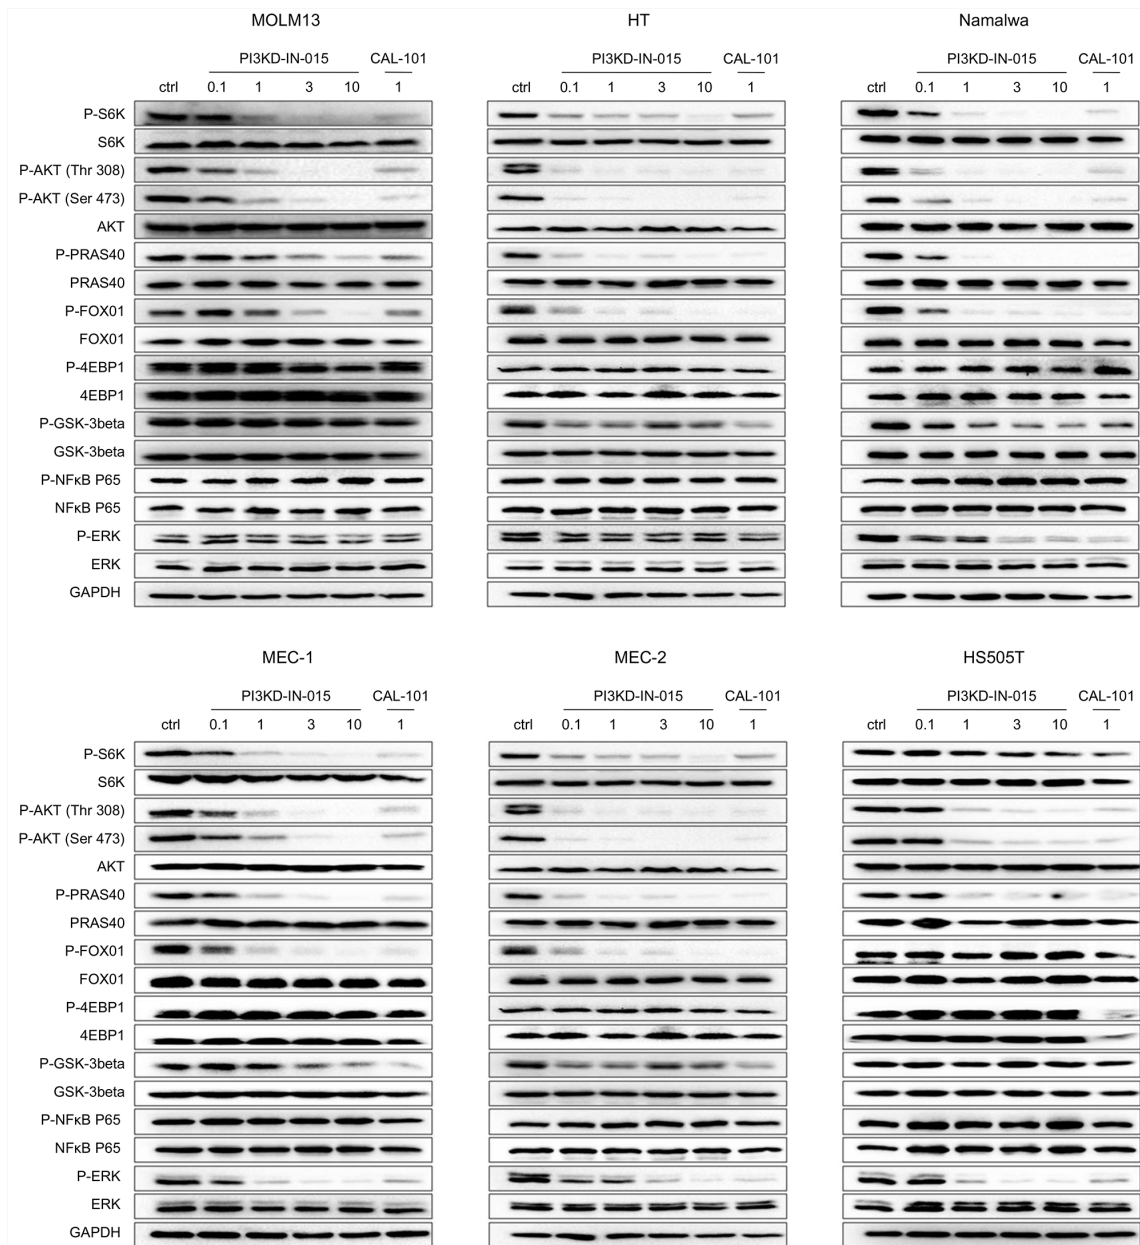 MOLM13 HT Namalwa
PI3KD-IN-015 CAL-101 PI3KD-IN-015 CAL-101 PI3KD-IN-015 CAL-101
ctrl 0.1 1 3 10 1 ctrl 0.1 1 3 10 1 ctrl 0.1 1 3 10 1
P-S6K
S6K
P-AKT (Thr 308)
P-AKT (Ser 473)
AKT
P-PRAS40
PRAS40
P-FOX01
FOX01
P-4EBP1
4EBP1
P-GSK-3beta
GSK-3beta
P-NFκB P65
NFκB P65
P-ERK
ERK
GAPDH
MEC-1 MEC-2 HS505T
PI3KD-IN-015 CAL-101 PI3KD-IN-015 CAL-101 PI3KD-IN-015 CAL-101
ctrl 0.1 1 3 10 1 ctrl 0.1 1 3 10 1 ctrl 0.1 1 3 10 1
P-S6K
S6K
P-AKT (Thr 308)
P-AKT (Ser 473)
AKT
P-PRAS40
PRAS40
P-FOX01
FOX01
P-4EBP1
4EBP1
P-GSK-3beta
GSK-3beta
P-NFκB P65
NFκB P65
P-ERK
ERK
GAPDH